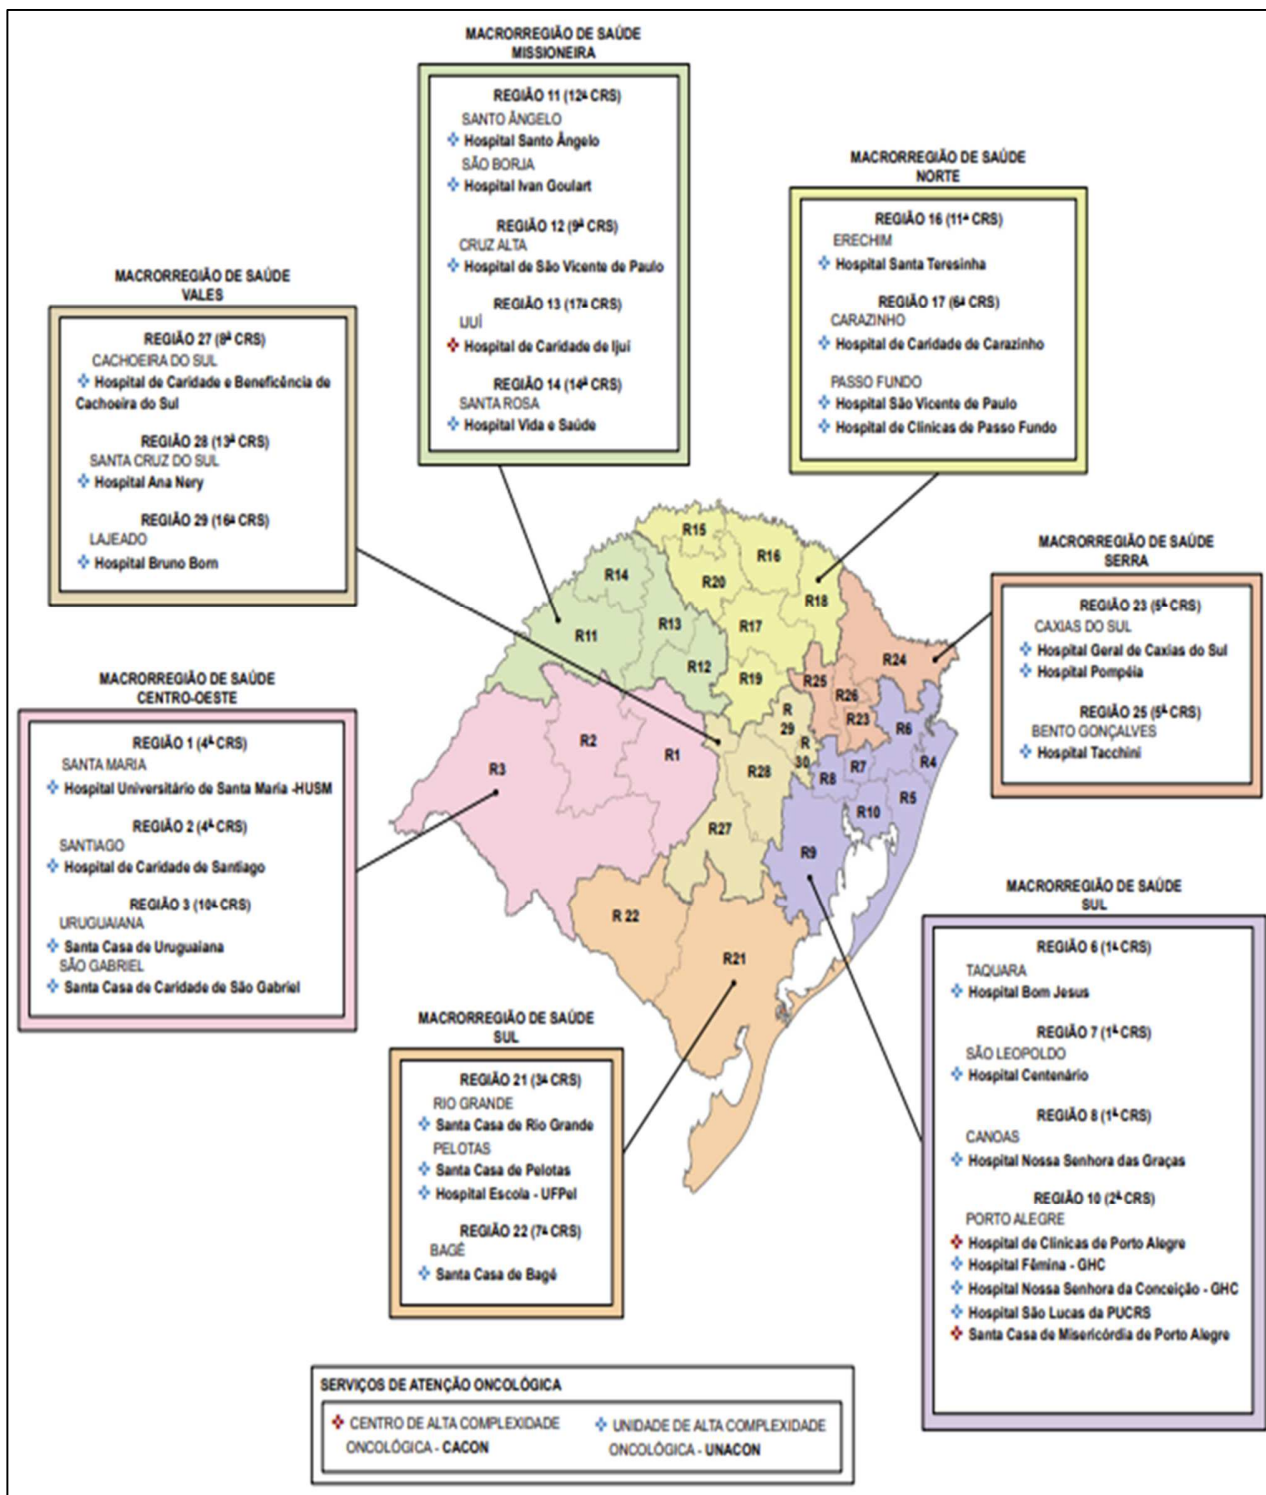 MACRORREGIÃO DE SAÚDE
MISSIONEIRA
REGIÃO 11 (12ª CRS)
SANTO ÂNGELO
Hospital Santo Ângelo
SÃO BORJA
Hospital Ivan Goulart
REGIÃO 12 (9ª CRS)
CRUZ ALTA
Hospital de São Vicente de Paulo
REGIÃO 13 (17ª CRS)
IJUÍ
Hospital de Caridade de Ijuí
REGIÃO 14 (14ª CRS)
SANTA ROSA
Hospital Vida e Saúde
MACRORREGIÃO DE SAÚDE
NORTE
REGIÃO 16 (11ª CRS)
ERECHIM
Hospital Santa Teresinha
REGIÃO 17 (6ª CRS)
CARAZINHO
Hospital de Caridade de Carazinho
PASSO FUNDO
Hospital São Vicente de Paulo
Hospital de Clínicas de Passo Fundo
MACRORREGIÃO DE SAÚDE
VALES
REGIÃO 27 (8ª CRS)
CACHOEIRA DO SUL
Hospital de Caridade e Beneficência de
Cachoeira do Sul
REGIÃO 28 (13ª CRS)
SANTA CRUZ DO SUL
Hospital Ana Nery
REGIÃO 29 (16ª CRS)
LAJEADO
Hospital Bruno Born
MACRORREGIÃO DE SAÚDE
SERRA
REGIÃO 23 (5ª CRS)
CAXIAS DO SUL
Hospital Geral de Caxias do Sul
Hospital Pompéia
REGIÃO 25 (5ª CRS)
BENTO GONÇALVES
Hospital Tacchini
MACRORREGIÃO DE SAÚDE
CENTRO-OESTE
REGIÃO 1 (4ª CRS)
SANTA MARIA
Hospital Universitário de Santa Maria -HUSM
REGIÃO 2 (4ª CRS)
SANTIAGO
Hospital de Caridade de Santiago
REGIÃO 3 (10ª CRS)
URUGUAIANA
Santa Casa de Uruguaiana
SÃO GABRIEL
Santa Casa de Caridade de São Gabriel
R15
R16
R14
R20
R18
R11
R13
R17
R12
R19
R24
R25
R26
R23
R
29
R
30
R6
R4
R2
R1
R3
R28
R8
R7
R5
R10
R27
R9
R 22
R21
MACRORREGIÃO DE SAÚDE
SUL
REGIÃO 21 (3ª CRS)
RIO GRANDE
Santa Casa de Rio Grande
PELOTAS
Santa Casa de Pelotas
Hospital Escola - UFPel
REGIÃO 22 (7ª CRS)
BAGÉ
Santa Casa de Bagé
MACRORREGIÃO DE SAÚDE
SUL
REGIÃO 6 (1ª CRS)
TAQUARA
Hospital Bom Jesus
REGIÃO 7 (1ª CRS)
SÃO LEOPOLDO
Hospital Centenário
REGIÃO 8 (1ª CRS)
CANOAS
Hospital Nossa Senhora das Graças
REGIÃO 10 (2ª CRS)
PORTO ALEGRE
Hospital de Clínicas de Porto Alegre
Hospital Fêmina - GHC
Hospital Nossa Senhora da Conceição - GHC
Hospital São Lucas da PUCRS
Santa Casa de Misericórdia de Porto Alegre
SERVIÇOS DE ATENÇÃO ONCOLÓGICA
CENTRO DE ALTA COMPLEXIDADE
ONCOLÓGICA - CACON
UNIDADE DE ALTA COMPLEXIDADE
ONCOLÓGICA - UNACON